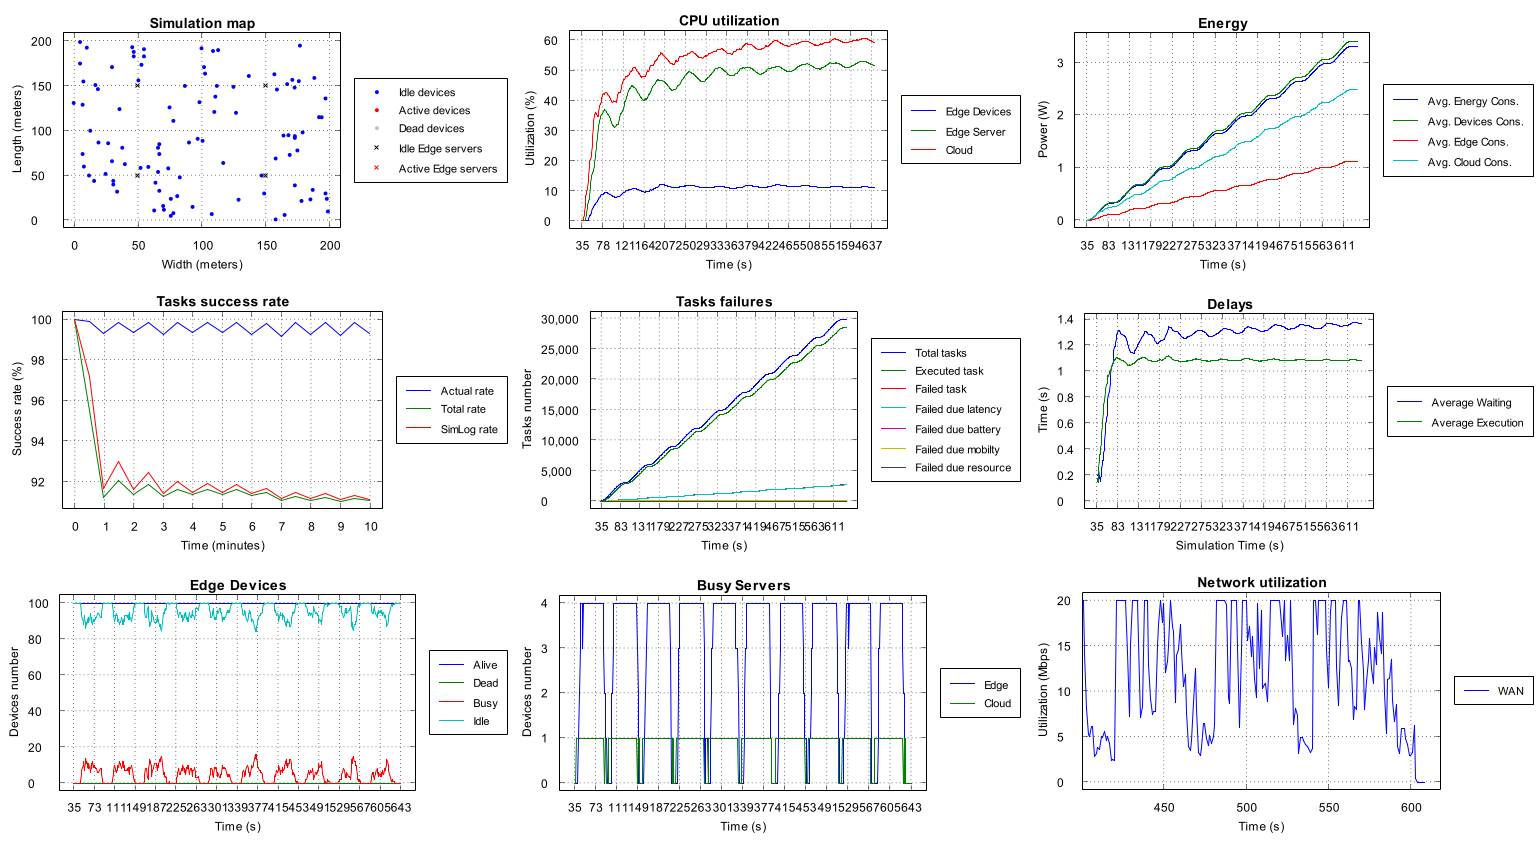 Simulation map
200
150
100
50
0
0 50 100 150 200
Length (meters)
Width (meters)
Idle devices
Active devices
Dead devices
Idle Edge servers
Active Edge servers
CPU utilization
60
50
40
30
20
10
0
Utilization (%)
Time (s)
Edge Devices
Edge Server
Cloud
Energy
3
2
1
0
Power (W)
Time (s)
Avg. Energy Cons.
Avg. Devices Cons.
Avg. Edge Cons.
Avg. Cloud Cons.
Tasks success rate
100
98
96
94
92
0 1 2 3 4 5 6 7 8 9 10
Success rate (%)
Time (minutes)
Actual rate
Total rate
SimLog rate
Tasks failures
30,000
25,000
20,000
15,000
10,000
5,000
0
Tasks number
Time (s)
Total tasks
Executed task
Failed task
Failed due latency
Failed due battery
Failed due mobilty
Failed due resource
Delays
1.4
1.2
1
0.8
0.6
0.4
0.2
0
Time (s)
Simulation Time (s)
Average Waiting
Average Execution
Edge Devices
100
80
60
40
20
0
Devices number
Time (s)
Alive
Dead
Busy
Idle
Busy Servers
4
3
2
1
0
Devices number
Time (s)
Edge
Cloud
Network utilization
20
15
10
5
0
450 500 550 600
Utilization (Mbps)
Time (s)
WAN